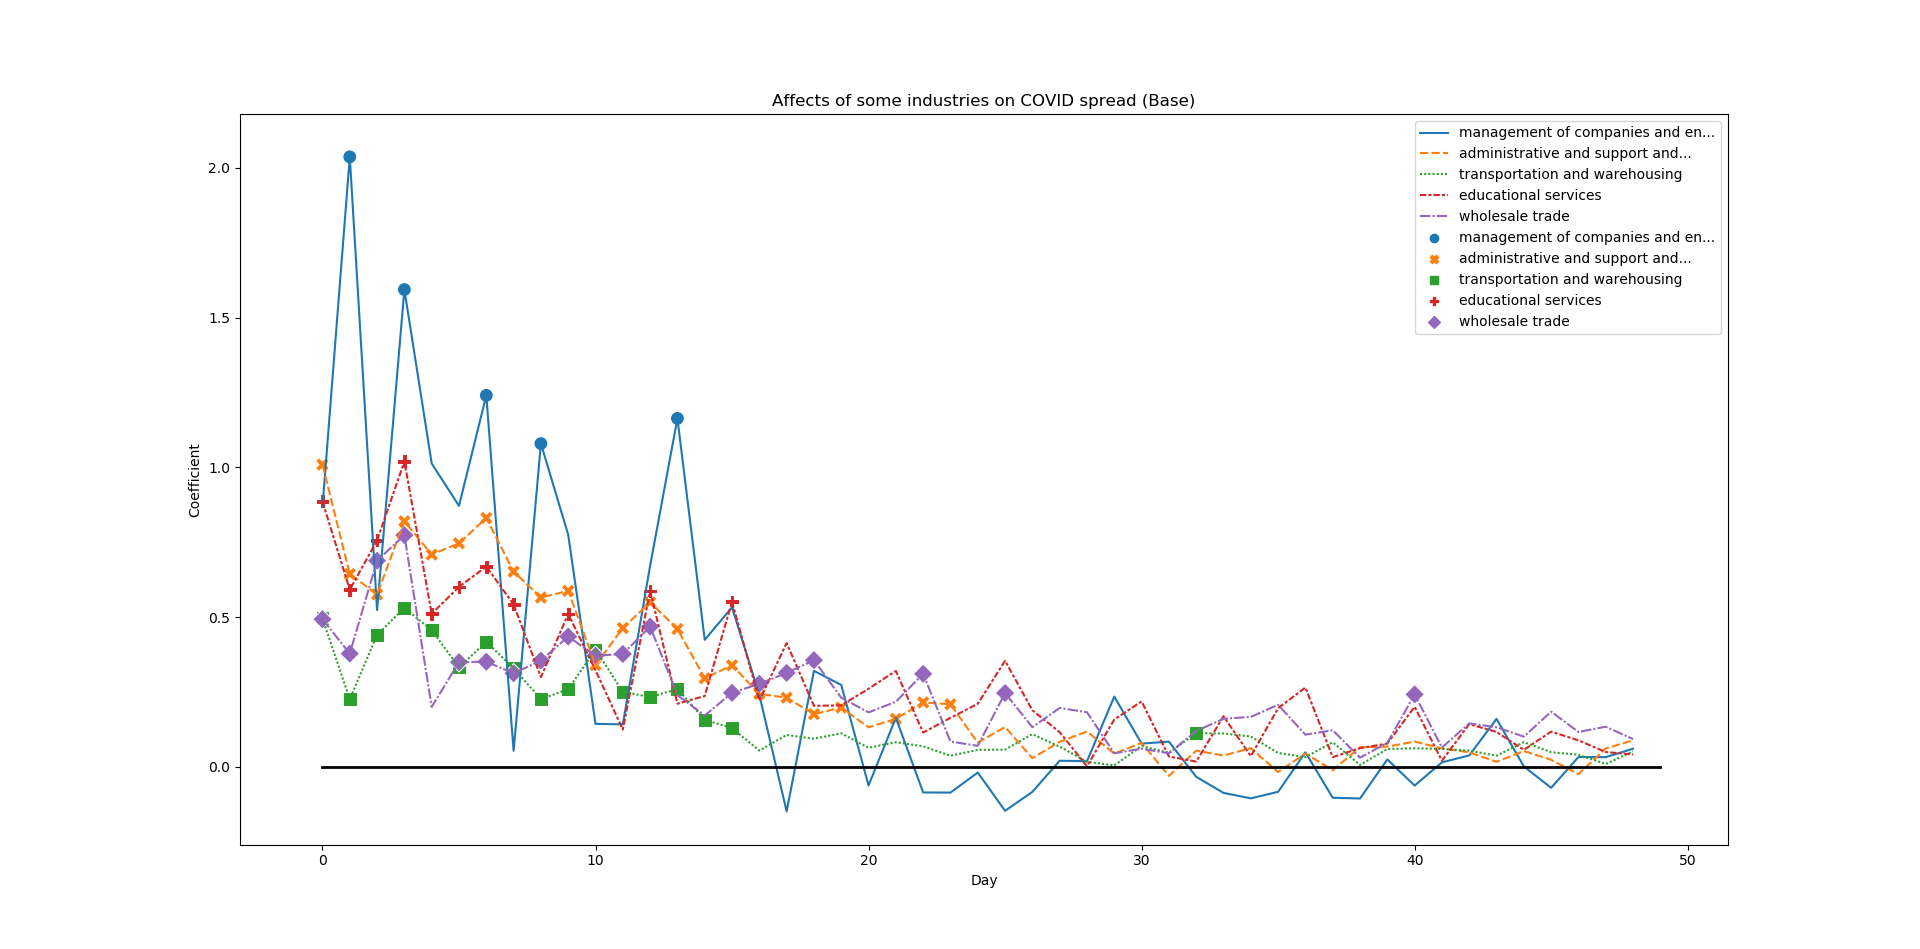 Affects of some industries on COVID spread (Base)
management of companies and en...
administrative and support and...
transportation and warehousing
educational services
wholesale trade
management of companies and en...
administrative and support and...
transportation and warehousing
educational services
wholesale trade
2.0
1.5
1.0
0.5
0.0
Coefficient
0 10 20 30 40 50
Day